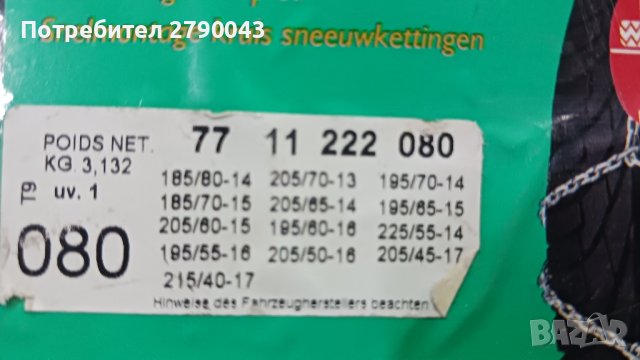 Потребител 2790043
Snelmontage kruis sneeuwkettingen
POIDS NET. 77 11 222 080
KG 3,132
T9 uv. 1
080
185/80-14 205/70-13 195/70-14
185/70-15 205/65-14 195/65-15
205/60-15 195/60-16 225/55-14
195/55-16 205/50-16 205/45-17
215/40-17
Hinweise des Fahrzeugherstellers beachten
BAZAR